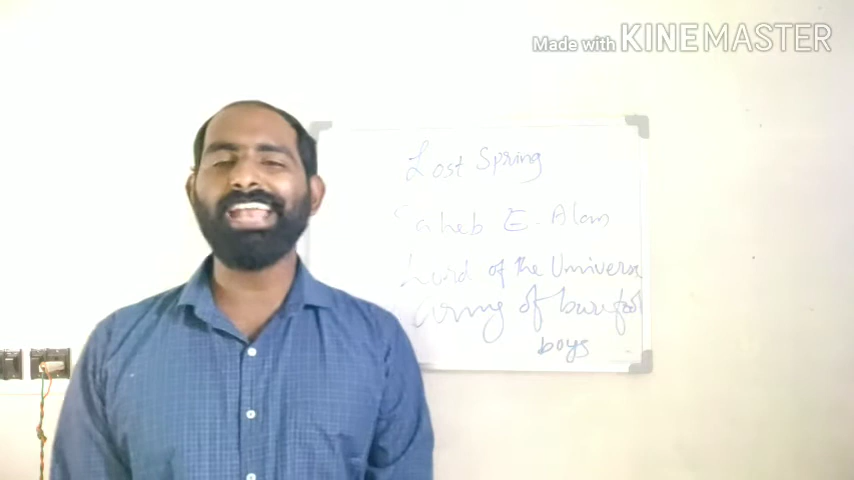 Made with KINEMASTER
Lost Spring
Saheb E-Alam
Lord of the Universe
Army of barefoot
boys